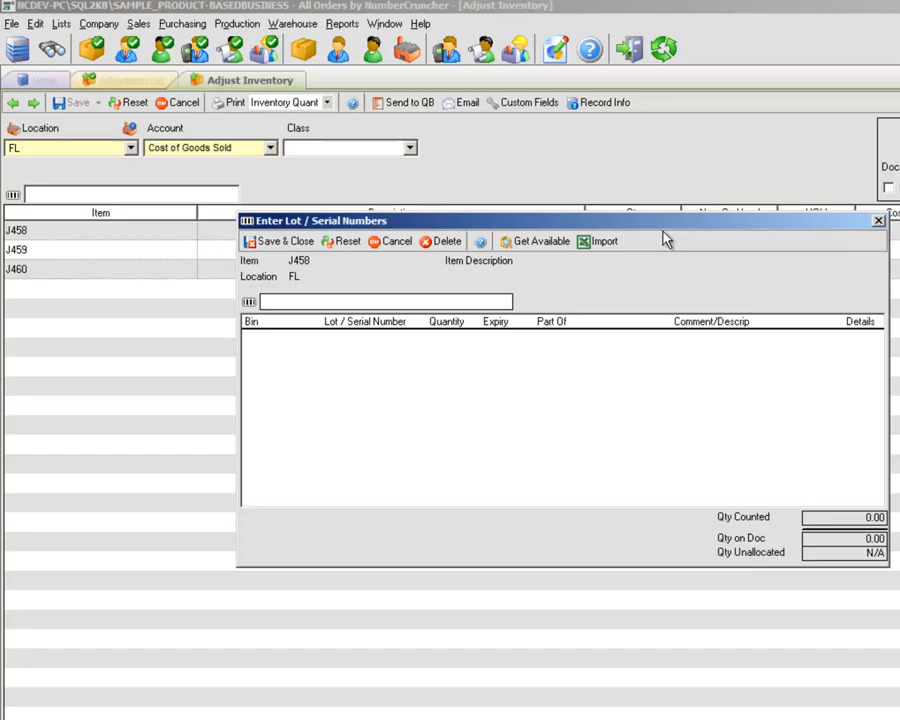 NCDEV-PC\SQL2K8\SAMPLE_PRODUCT-BASEDBUSINESS - All Orders by NumberCruncher - [Adjust Inventory]
File Edit Lists Company Sales Purchasing Production Warehouse Reports Window Help
Home Adjust Inventory
Save Reset Cancel Print Inventory Quant Send to QB Email Custom Fields Record Info
Location Account Class
FL Cost of Goods Sold
Doc
Item
Enter Lot / Serial Numbers
J458
Save & Close Reset Cancel Delete Get Available Import
J459
Item J458 Item Description
J460
Location FL
Bin Lot / Serial Number Quantity Expiry Part Of Comment/Descrip Details
Qty Counted 0.00
Qty on Doc 0.00
Qty Unallocated N/A